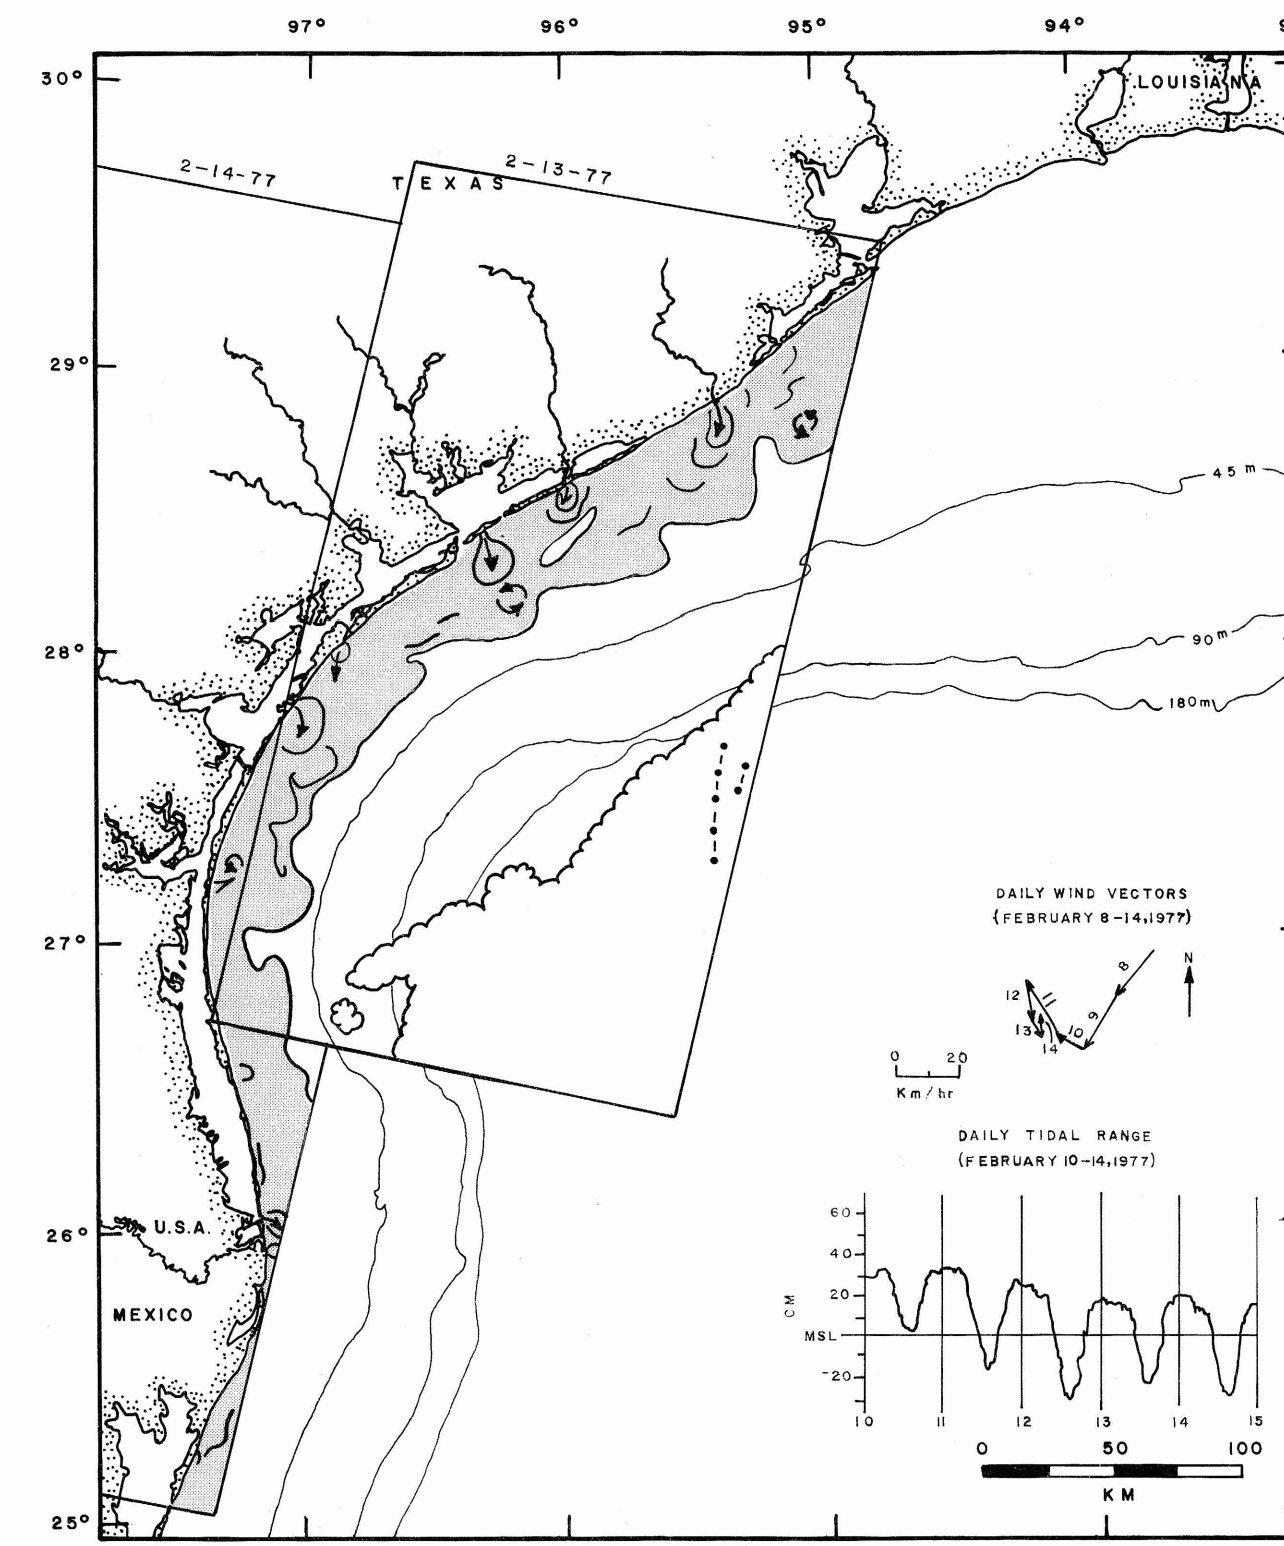 97° 96° 95° 94°
30°
LOUISIANA
2-14-77
2-13-77
TEXAS
29°
45 m
28°
90 m
180 m
DAILY WIND VECTORS
(FEBRUARY 8-14, 1977)
27°
N
8
12 11
9
13 10
14
0 20
Km/hr
DAILY TIDAL RANGE
(FEBRUARY 10-14, 1977)
60
U.S.A.
26°
40
20
CM
MEXICO
MSL
-20
10 11 12 13 14 15
0 50 100
KM
25°